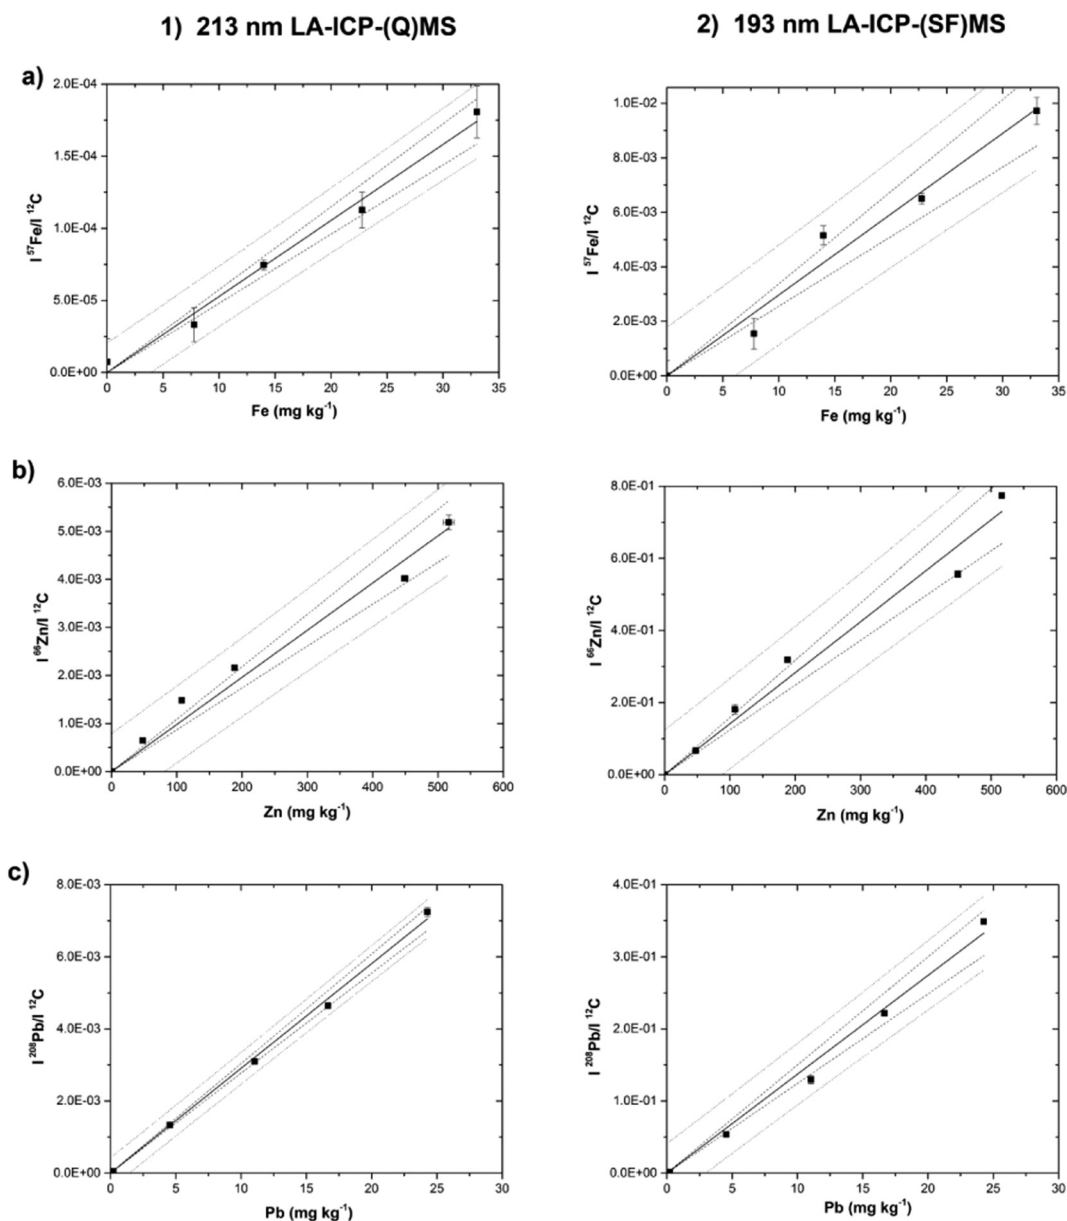 1) 213 nm LA-ICP-(Q)MS
2) 193 nm LA-ICP-(SF)MS
a)
2.0E-04
1.5E-04
1.0E-04
5.0E-05
0.0E+00
I ⁵⁷Fe/I ¹²C
0 5 10 15 20 25 30 35
Fe (mg kg⁻¹)
1.0E-02
8.0E-03
6.0E-03
4.0E-03
2.0E-03
0.0E+00
I ⁵⁷Fe/I ¹²C
0 5 10 15 20 25 30 35
Fe (mg kg⁻¹)
b)
6.0E-03
5.0E-03
4.0E-03
3.0E-03
2.0E-03
1.0E-03
0.0E+00
I ⁶⁶Zn/I ¹²C
0 100 200 300 400 500 600
Zn (mg kg⁻¹)
8.0E-01
6.0E-01
4.0E-01
2.0E-01
0.0E+00
I ⁶⁶Zn/I ¹²C
0 100 200 300 400 500 600
Zn (mg kg⁻¹)
c)
8.0E-03
6.0E-03
4.0E-03
2.0E-03
0.0E+00
I ²⁰⁸Pb/I ¹²C
0 5 10 15 20 25 30
Pb (mg kg⁻¹)
4.0E-01
3.0E-01
2.0E-01
1.0E-01
0.0E+00
I ²⁰⁸Pb/I ¹²C
0 5 10 15 20 25 30
Pb (mg kg⁻¹)